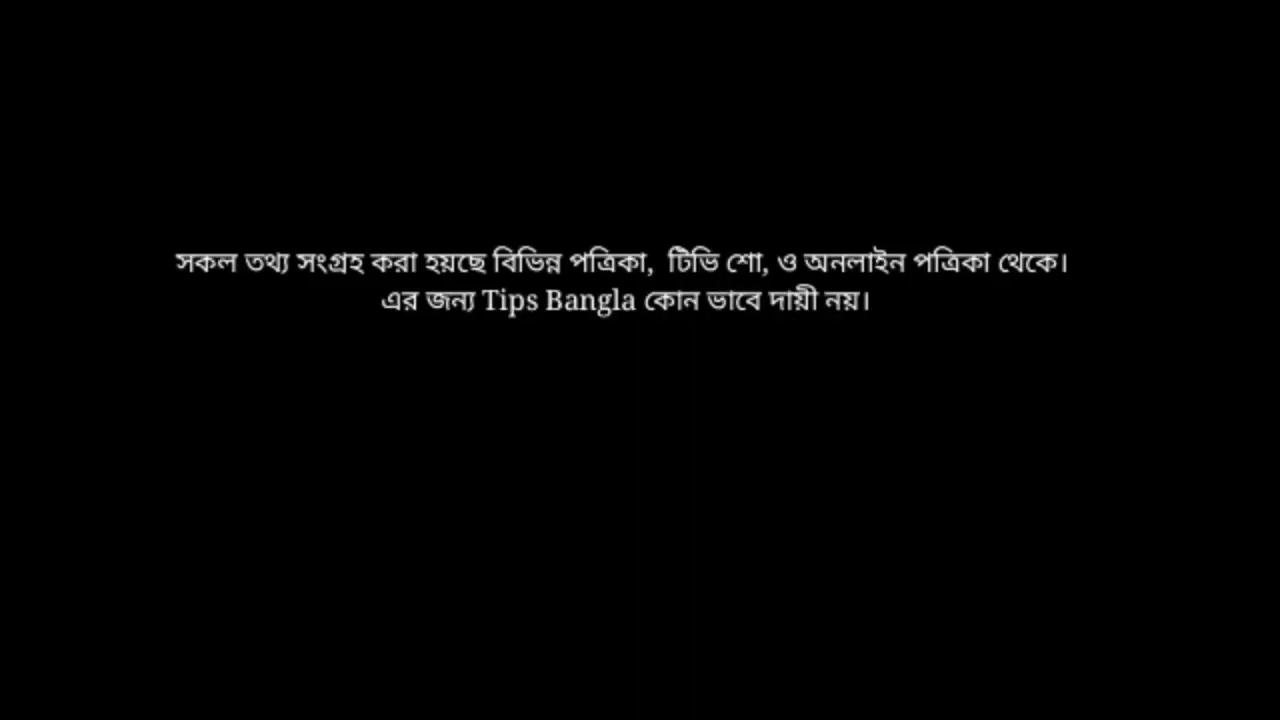 সকল তথ্য সংগ্রহ করা হয়ছে বিভিন্ন পত্রিকা, টিভি শো, ও অনলাইন পত্রিকা থেকে।
এর জন্য Tips Bangla কোন ভাবে দায়ী নয়।